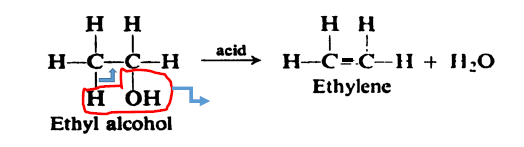 H H H H
H–C–C–H acid H–C=C–H + H₂O
H OH Ethylene
Ethyl alcohol